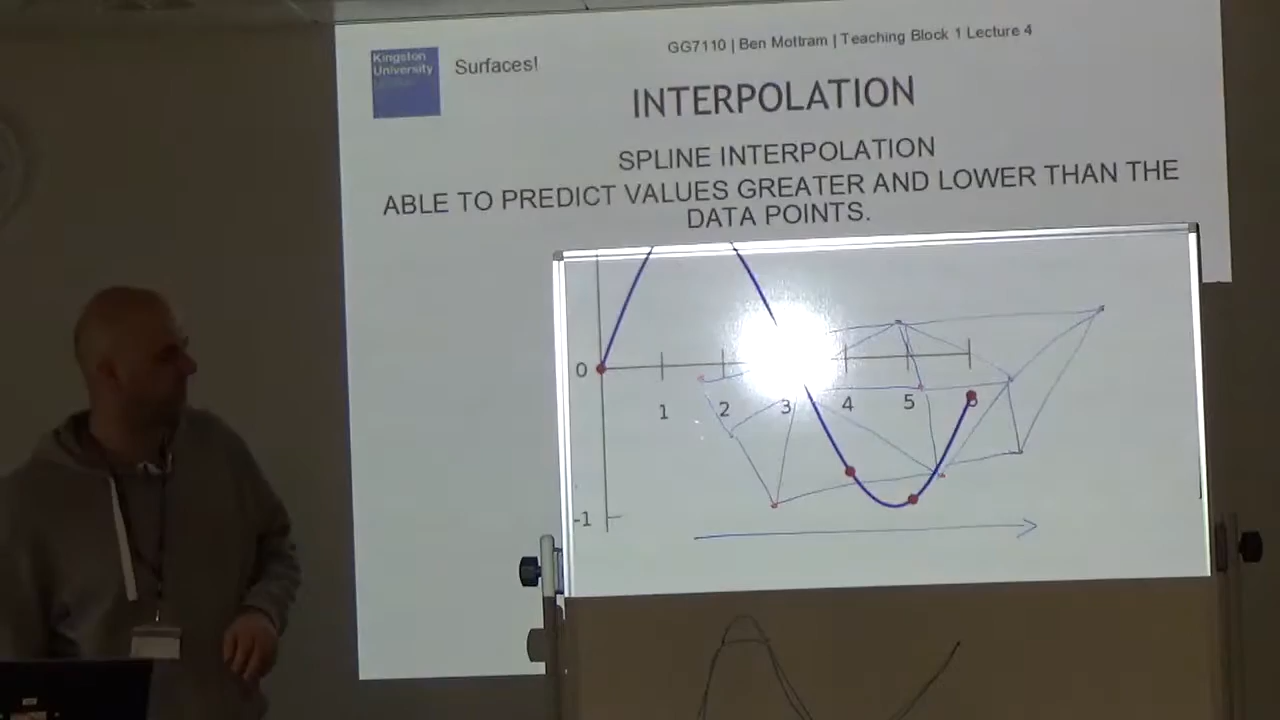 Kingston
University
Surfaces!
GG7110 | Ben Mottram | Teaching Block 1 Lecture 4
INTERPOLATION
SPLINE INTERPOLATION
ABLE TO PREDICT VALUES GREATER AND LOWER THAN THE
DATA POINTS.
0
1 2 3 4 5
-1